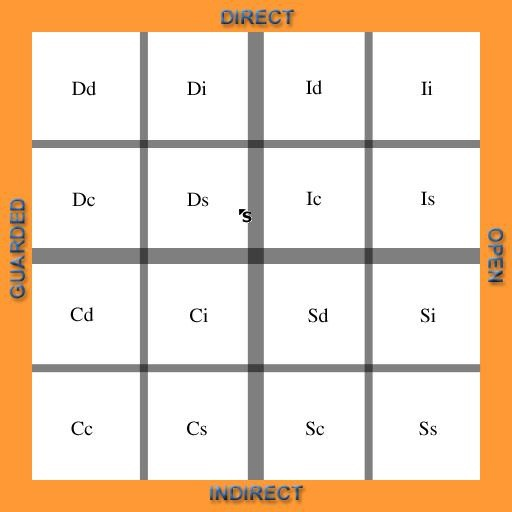 DIRECT
Dd Di Id Ii
Dc Ds Ic Is
S
GUARDED
OPEN
Cd Ci Sd Si
Cc Cs Sc Ss
INDIRECT